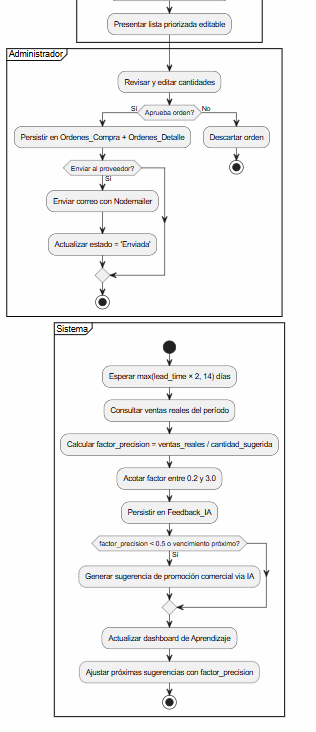 Presentar lista priorizada editable
Administrador
Revisar y editar cantidades
Sí
Aprueba orden?
No
Persistir en Ordenes_Compra + Ordenes_Detalle
Descartar orden
Enviar al proveedor?
Sí
Enviar correo con Nodemailer
Actualizar estado = 'Enviada'
Sistema
Esperar max(lead_time × 2, 14) días
Consultar ventas reales del período
Calcular factor_precision = ventas_reales / cantidad_sugerida
Acotar factor entre 0.2 y 3.0
Persistir en Feedback_IA
factor_precision < 0.5 o vencimiento próximo?
Sí
Generar sugerencia de promoción comercial via IA
Actualizar dashboard de Aprendizaje
Ajustar próximas sugerencias con factor_precision